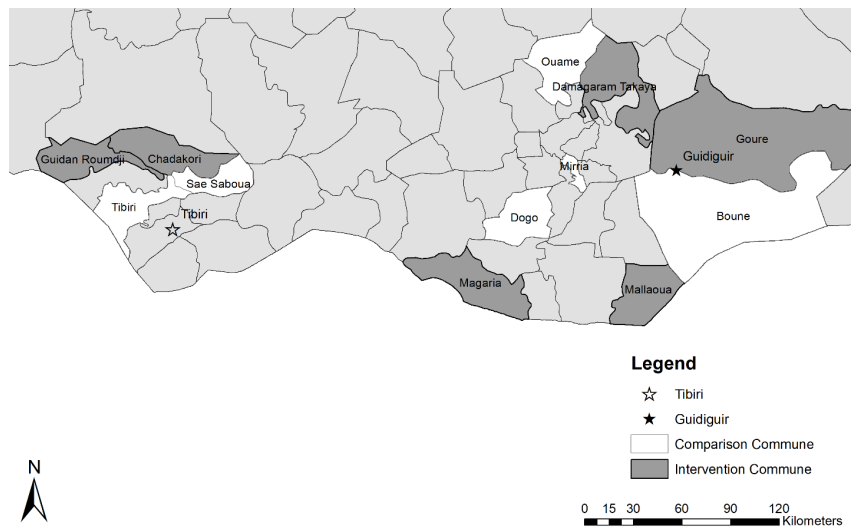 Ouame
Damagaram Takaya
Goure
Guidiguir
Guidan Roumdji
Chadakori
Mirria
Sae Saboua
Tibiri
Tibiri
Dogo
Boune
Magaria
Mallaoua
Legend
Tibiri
Guidiguir
Comparison Commune
Intervention Commune
N
0 15 30 60 90 120
Kilometers